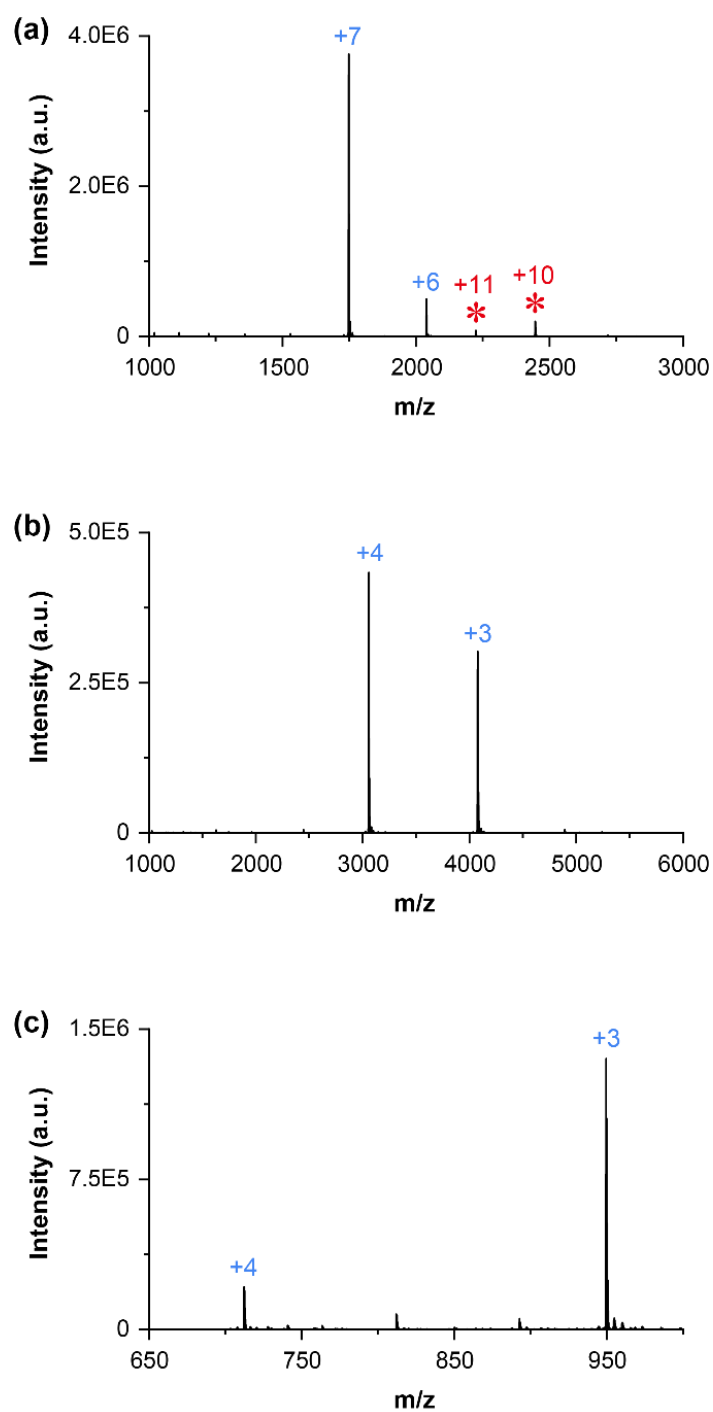 (a)
4.0E6
2.0E6
0
Intensity (a.u.)
+7
+6
+11
*
+10
*
1000
1500
2000
2500
3000
m/z
(b)
5.0E5
2.5E5
0
Intensity (a.u.)
+4
+3
1000
2000
3000
4000
5000
6000
m/z
(c)
1.5E6
7.5E5
0
Intensity (a.u.)
+4
+3
650
750
850
950
m/z